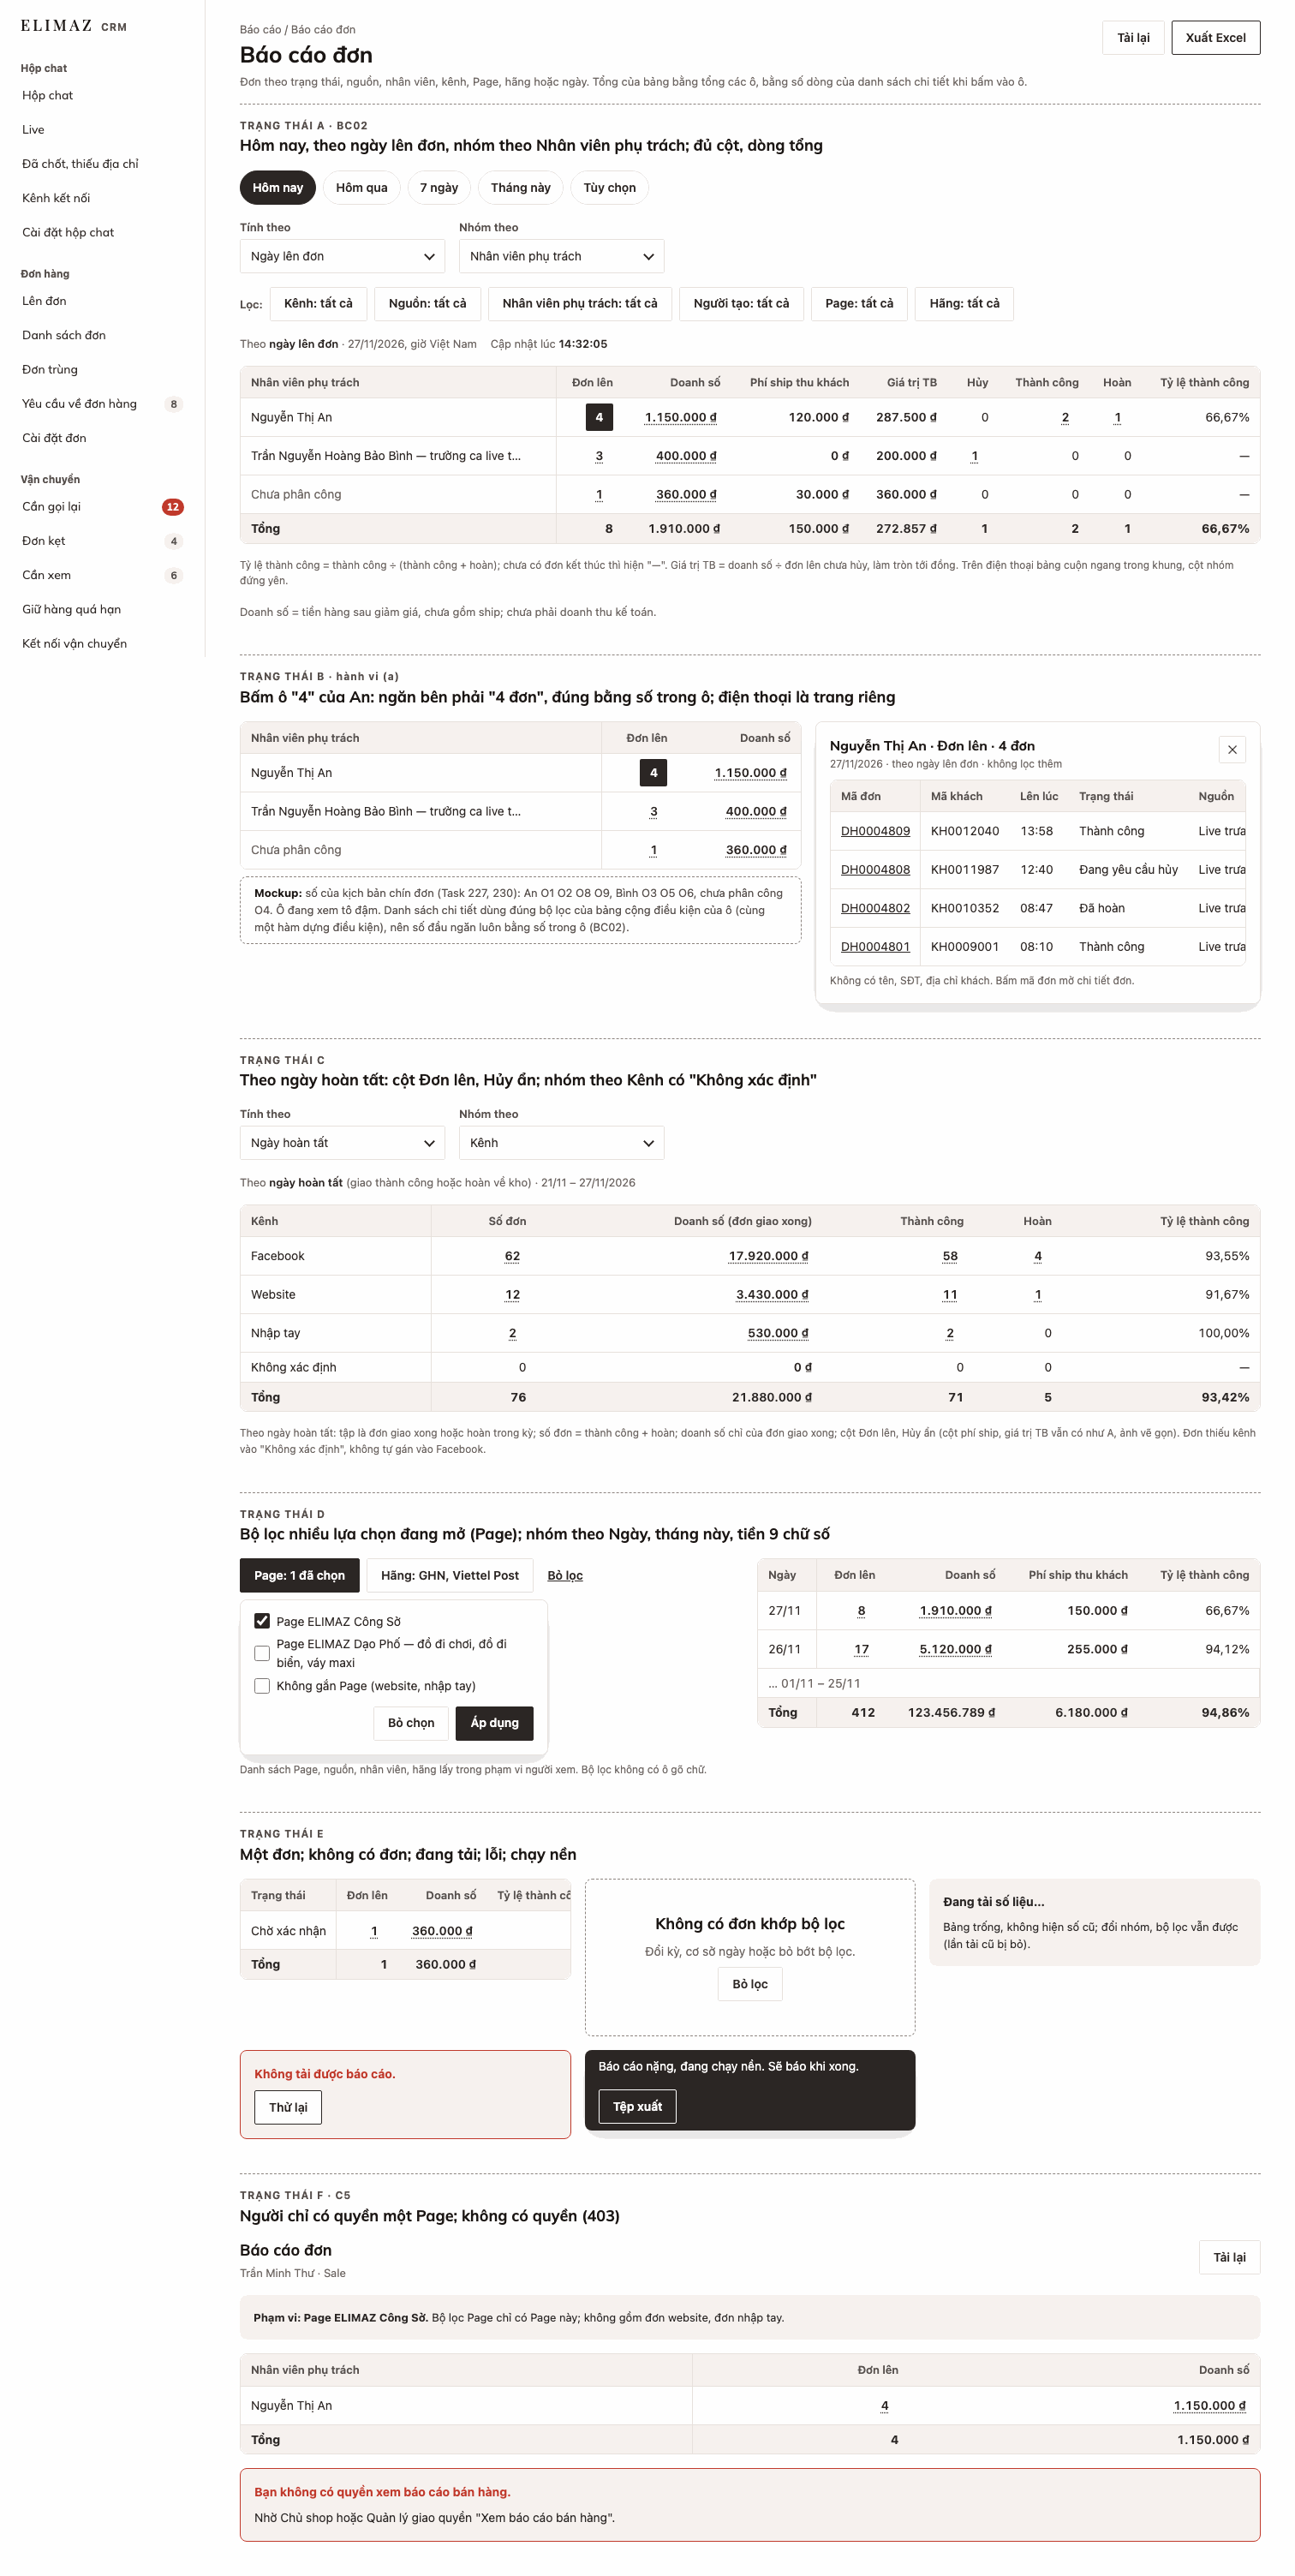 ELIMAZ CRM
Hộp chat
Hộp chat
Live
Đã chốt, thiếu địa chỉ
Kênh kết nối
Cài đặt hộp chat
Đơn hàng
Lên đơn
Danh sách đơn
Đơn trùng
Yêu cầu về đơn hàng 8
Cài đặt đơn
Vận chuyển
Cần gọi lại 12
Đơn kẹt 4
Cần xem 6
Giữ hàng quá hạn
Kết nối vận chuyển
Báo cáo / Báo cáo đơn
Báo cáo đơn
Đơn theo trạng thái, nguồn, nhân viên, kênh, Page, hãng hoặc ngày. Tổng của bảng bằng tổng các ô, bằng số dòng của danh sách chi tiết khi bấm vào ô.
Tải lại Xuất Excel
TRẠNG THÁI A · BC02
Hôm nay, theo ngày lên đơn, nhóm theo Nhân viên phụ trách; đủ cột, dòng tổng
Hôm nay Hôm qua 7 ngày Tháng này Tùy chọn
Tính theo Nhóm theo
Ngày lên đơn Nhân viên phụ trách
Lọc: Kênh: tất cả Nguồn: tất cả Nhân viên phụ trách: tất cả Người tạo: tất cả Page: tất cả Hãng: tất cả
Theo ngày lên đơn · 27/11/2026, giờ Việt Nam Cập nhật lúc 14:32:05
Nhân viên phụ trách Đơn lên Doanh số Phí ship thu khách Giá trị TB Hủy Thành công Hoàn Tỷ lệ thành công
Nguyễn Thị An 4 1.150.000 ₫ 120.000 ₫ 287.500 ₫ 0 2 1 66,67%
Trần Nguyễn Hoàng Bảo Bình — trưởng ca live t... 3 400.000 ₫ 0 ₫ 200.000 ₫ 1 0 0 —
Chưa phân công 1 360.000 ₫ 30.000 ₫ 360.000 ₫ 0 0 0 —
Tổng 8 1.910.000 ₫ 150.000 ₫ 272.857 ₫ 1 2 1 66,67%
Tỷ lệ thành công = thành công ÷ (thành công + hoàn); chưa có đơn kết thúc thì hiện "—". Giá trị TB = doanh số ÷ đơn lên chưa hủy, làm tròn tới đồng. Trên điện thoại bảng cuộn ngang trong khung, cột nhóm
đứng yên.
Doanh số = tiền hàng sau giảm giá, chưa gồm ship; chưa phải doanh thu kế toán.
TRẠNG THÁI B · hành vi (a)
Bấm ô "4" của An: ngăn bên phải "4 đơn", đúng bằng số trong ô; điện thoại là trang riêng
Nhân viên phụ trách Đơn lên Doanh số
Nguyễn Thị An 4 1.150.000 ₫
Trần Nguyễn Hoàng Bảo Bình — trưởng ca live t... 3 400.000 ₫
Chưa phân công 1 360.000 ₫
Mockup: số của kịch bản chín đơn (Task 227, 230): An O1 O2 O8 O9, Bình O3 O5 O6, chưa phân công
O4. Ô đang xem tô đậm. Danh sách chi tiết dùng đúng bộ lọc của bảng cộng điều kiện của ô (cùng
một hàm dựng điều kiện), nên số đầu ngăn luôn bằng số trong ô (BC02).
Nguyễn Thị An · Đơn lên · 4 đơn
27/11/2026 · theo ngày lên đơn · không lọc thêm
Mã đơn Mã khách Lên lúc Trạng thái Nguồn
DH0004809 KH0012040 13:58 Thành công Live trưa
DH0004808 KH0011987 12:40 Đang yêu cầu hủy Live trưa
DH0004802 KH0010352 08:47 Đã hoàn Live trưa
DH0004801 KH0009001 08:10 Thành công Live trưa
Không có tên, SĐT, địa chỉ khách. Bấm mã đơn mở chi tiết đơn.
TRẠNG THÁI C
Theo ngày hoàn tất: cột Đơn lên, Hủy ẩn; nhóm theo Kênh có "Không xác định"
Tính theo Nhóm theo
Ngày hoàn tất Kênh
Theo ngày hoàn tất (giao thành công hoặc hoàn về kho) · 21/11 – 27/11/2026
Kênh Số đơn Doanh số (đơn giao xong) Thành công Hoàn Tỷ lệ thành công
Facebook 62 17.920.000 ₫ 58 4 93,55%
Website 12 3.430.000 ₫ 11 1 91,67%
Nhập tay 2 530.000 ₫ 2 0 100,00%
Không xác định 0 0 ₫ 0 0 —
Tổng 76 21.880.000 ₫ 71 5 93,42%
Theo ngày hoàn tất: tập là đơn giao xong hoặc hoàn trong kỳ; số đơn = thành công + hoàn; doanh số chỉ của đơn giao xong; cột Đơn lên, Hủy ẩn (cột phí ship, giá trị TB vẫn có như A, ảnh vẽ gọn). Đơn thiếu kênh
vào "Không xác định", không tự gán vào Facebook.
TRẠNG THÁI D
Bộ lọc nhiều lựa chọn đang mở (Page); nhóm theo Ngày, tháng này, tiền 9 chữ số
Page: 1 đã chọn Hãng: GHN, Viettel Post Bỏ lọc
Page ELIMAZ Công Sở
Page ELIMAZ Dạo Phố — đồ đi chơi, đồ đi
biển, váy maxi
Không gắn Page (website, nhập tay)
Bỏ chọn Áp dụng
Danh sách Page, nguồn, nhân viên, hãng lấy trong phạm vi người xem. Bộ lọc không có ô gõ chữ.
Ngày Đơn lên Doanh số Phí ship thu khách Tỷ lệ thành công
27/11 8 1.910.000 ₫ 150.000 ₫ 66,67%
26/11 17 5.120.000 ₫ 255.000 ₫ 94,12%
... 01/11 – 25/11
Tổng 412 123.456.789 ₫ 6.180.000 ₫ 94,86%
TRẠNG THÁI E
Một đơn; không có đơn; đang tải; lỗi; chạy nền
Trạng thái Đơn lên Doanh số Tỷ lệ thành cô
Chờ xác nhận 1 360.000 ₫
Tổng 1 360.000 ₫
Không có đơn khớp bộ lọc
Đổi kỳ, cơ sở ngày hoặc bỏ bớt bộ lọc.
Bỏ lọc
Đang tải số liệu...
Bảng trống, không hiện số cũ; đổi nhóm, bộ lọc vẫn được
(lần tải cũ bị bỏ).
Không tải được báo cáo.
Thử lại
Báo cáo nặng, đang chạy nền. Sẽ báo khi xong.
Tệp xuất
TRẠNG THÁI F · C5
Người chỉ có quyền một Page; không có quyền (403)
Báo cáo đơn
Trần Minh Thư · Sale
Tải lại
Phạm vi: Page ELIMAZ Công Sở. Bộ lọc Page chỉ có Page này; không gồm đơn website, đơn nhập tay.
Nhân viên phụ trách Đơn lên Doanh số
Nguyễn Thị An 4 1.150.000 ₫
Tổng 4 1.150.000 ₫
Bạn không có quyền xem báo cáo bán hàng.
Nhờ Chủ shop hoặc Quản lý giao quyền "Xem báo cáo bán hàng".